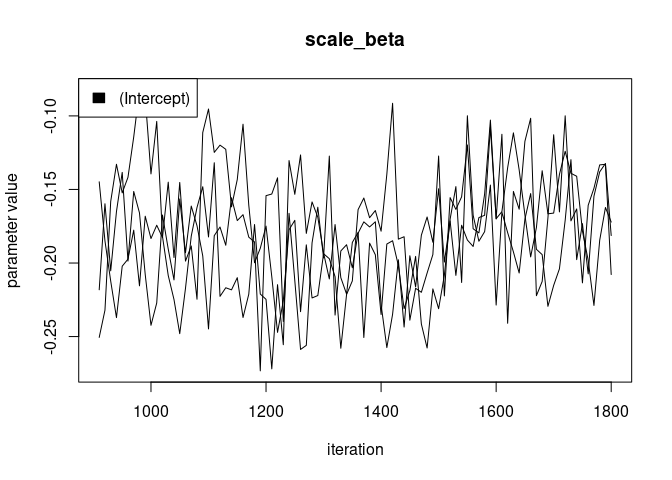 scale_beta
(Intercept)
parameter value
-0.10
-0.15
-0.20
-0.25
1000 1200 1400 1600 1800
iteration